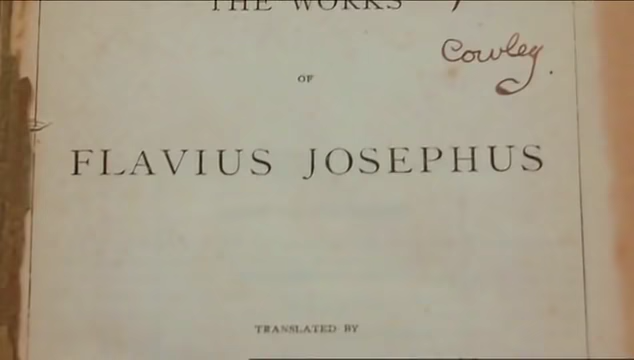 THE WORKS
Cowley.
OF
FLAVIUS JOSEPHUS
TRANSLATED BY